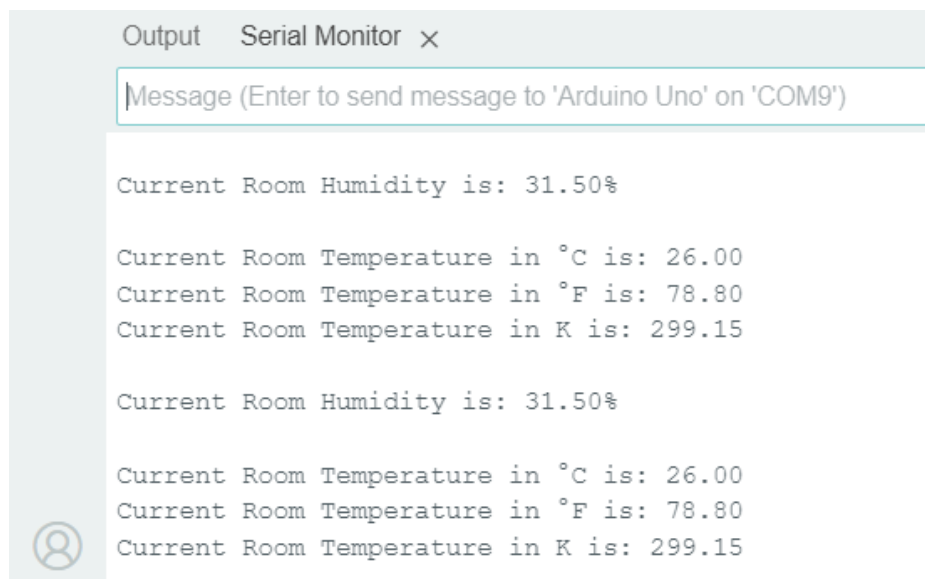 Output Serial Monitor ×
Message (Enter to send message to 'Arduino Uno' on 'COM9')
Current Room Humidity is: 31.50%
Current Room Temperature in °C is: 26.00
Current Room Temperature in °F is: 78.80
Current Room Temperature in K is: 299.15
Current Room Humidity is: 31.50%
Current Room Temperature in °C is: 26.00
Current Room Temperature in °F is: 78.80
Current Room Temperature in K is: 299.15